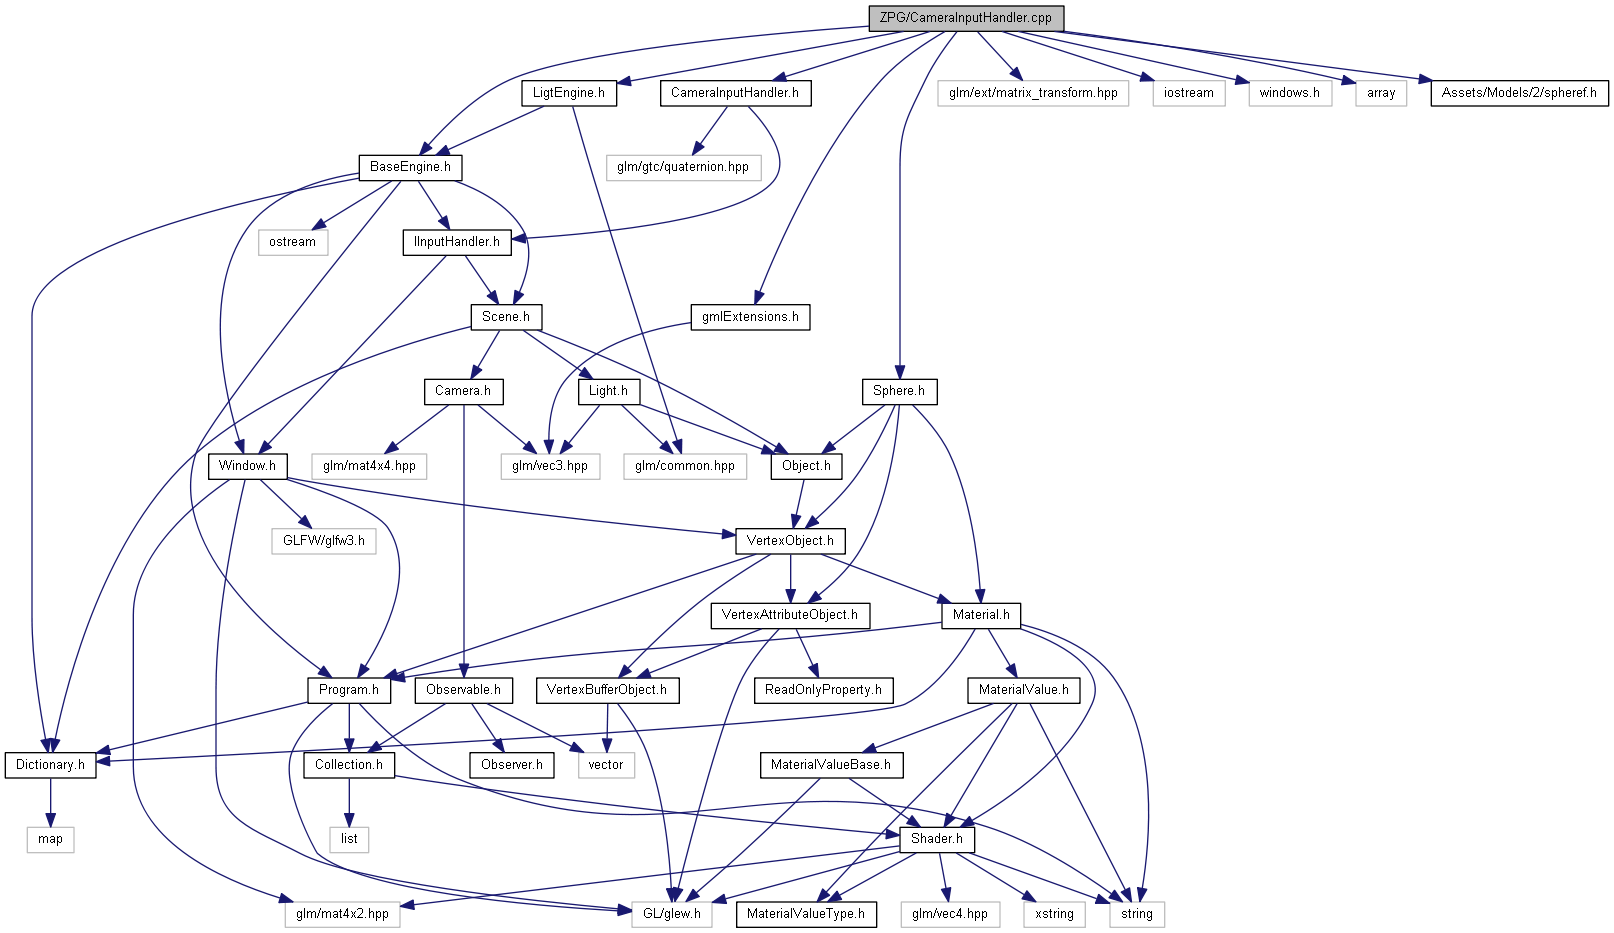 ZPG/CameraInputHandler.cpp
LigtEngine.h
CameraInputHandler.h
glm/ext/matrix_transform.hpp
iostream
windows.h
array
Assets/Models/2/spheref.h
BaseEngine.h
glm/gtc/quaternion.hpp
ostream
IInputHandler.h
Scene.h
gmlExtensions.h
Camera.h
Light.h
Sphere.h
Window.h
glm/mat4x4.hpp
glm/vec3.hpp
glm/common.hpp
Object.h
GLFW/glfw3.h
VertexObject.h
VertexAttributeObject.h
Material.h
Program.h
Observable.h
VertexBufferObject.h
ReadOnlyProperty.h
MaterialValue.h
Dictionary.h
Collection.h
Observer.h
vector
MaterialValueBase.h
map
list
Shader.h
glm/mat4x2.hpp
GL/glew.h
MaterialValueType.h
glm/vec4.hpp
xstring
string